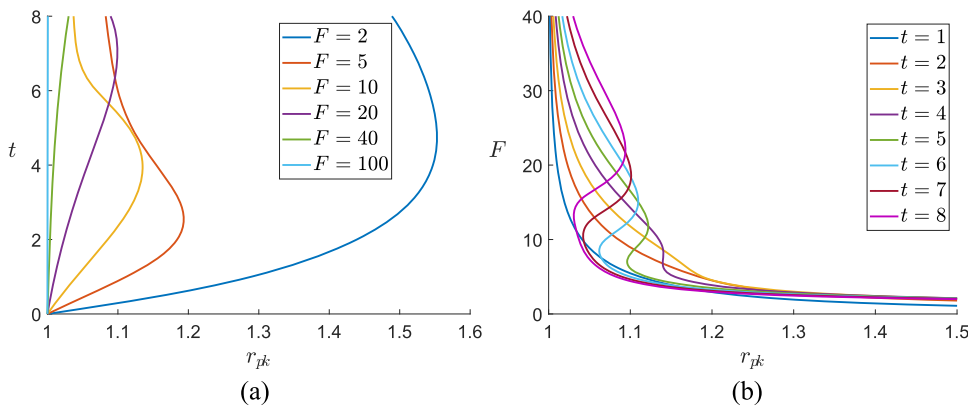 8
6
4
2
0
t
1
1.1
1.2
1.3
1.4
1.5
1.6
r_pk
F = 2
F = 5
F = 10
F = 20
F = 40
F = 100
(a)
40
30
20
10
0
F
1
1.1
1.2
1.3
1.4
1.5
r_pk
t = 1
t = 2
t = 3
t = 4
t = 5
t = 6
t = 7
t = 8
(b)